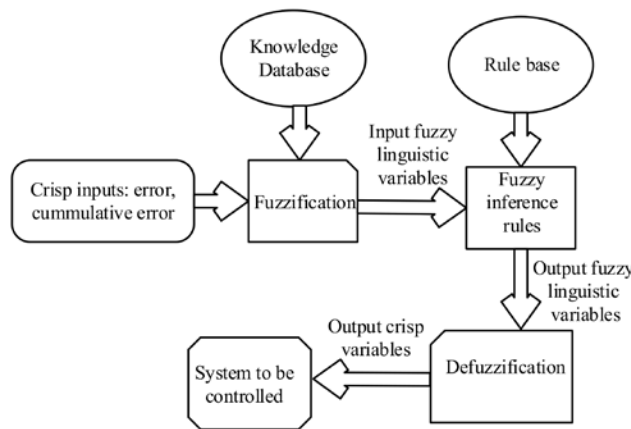 Knowledge
Database
Rule base
Input fuzzy
linguistic
variables
Crisp inputs: error,
cummulative error
Fuzzification
Fuzzy
inference
rules
Output fuzzy
linguistic
variables
Output crisp
variables
Defuzzification
System to be
controlled